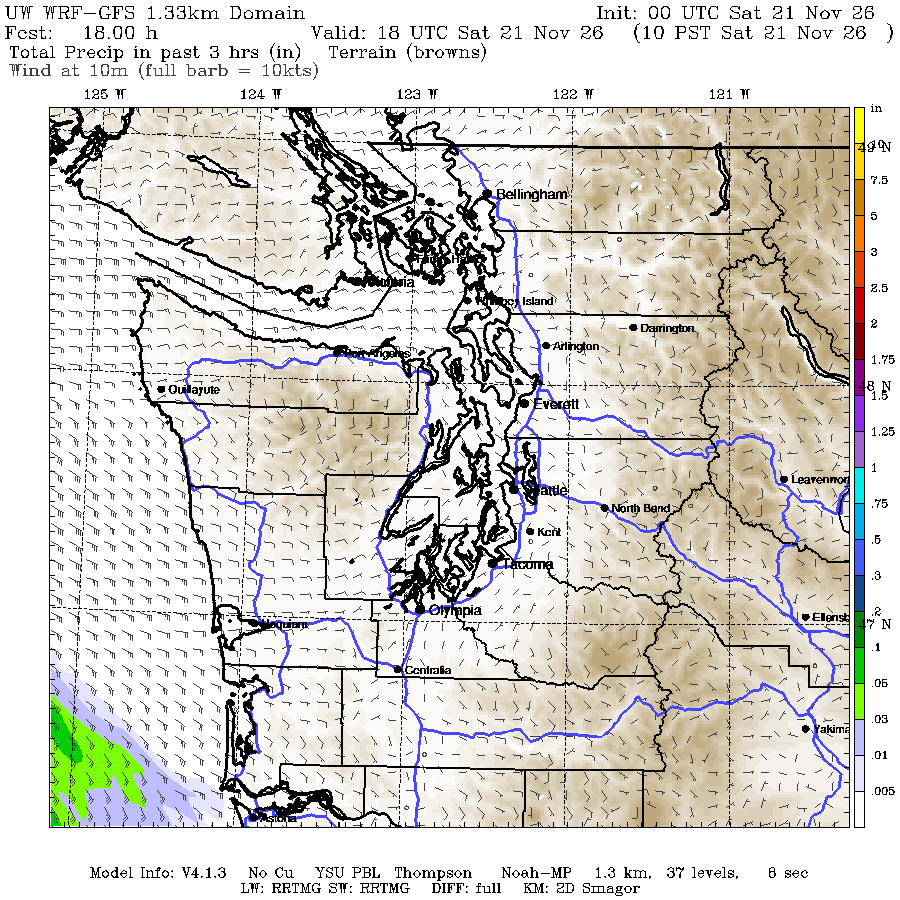 UW WRF-GFS 1.33km Domain Init: 00 UTC Sat 21 Nov 26
Fcst: 18.00 h Valid: 18 UTC Sat 21 Nov 26 (10 PST Sat 21 Nov 26 )
Total Precip in past 3 hrs (in) Terrain (browns)
Wind at 10m (full barb = 10kts)
125 W 124 W 123 W 122 W 121 W
in
49 N
7.5
5
3
2.5
2
1.75
48 N
1.5
1.25
1
.75
.5
.3
.2
47 N
.1
.05
.03
.01
.005
Bellingham
Victoria
Whidbey Island
Darrington
Arlington
Port Angeles
Quillayute
Everett
Leavenwor
Seattle
North Bend
Kent
Tacoma
Olympia
Ellensb
Hoquiam
Centralia
Yakima
Astoria
Model Info: V4.1.3 No Cu YSU PBL Thompson Noah-MP 1.3 km, 37 levels, 8 sec
LW: RRTMG SW: RRTMG DIFF: full KM: 2D Smagor